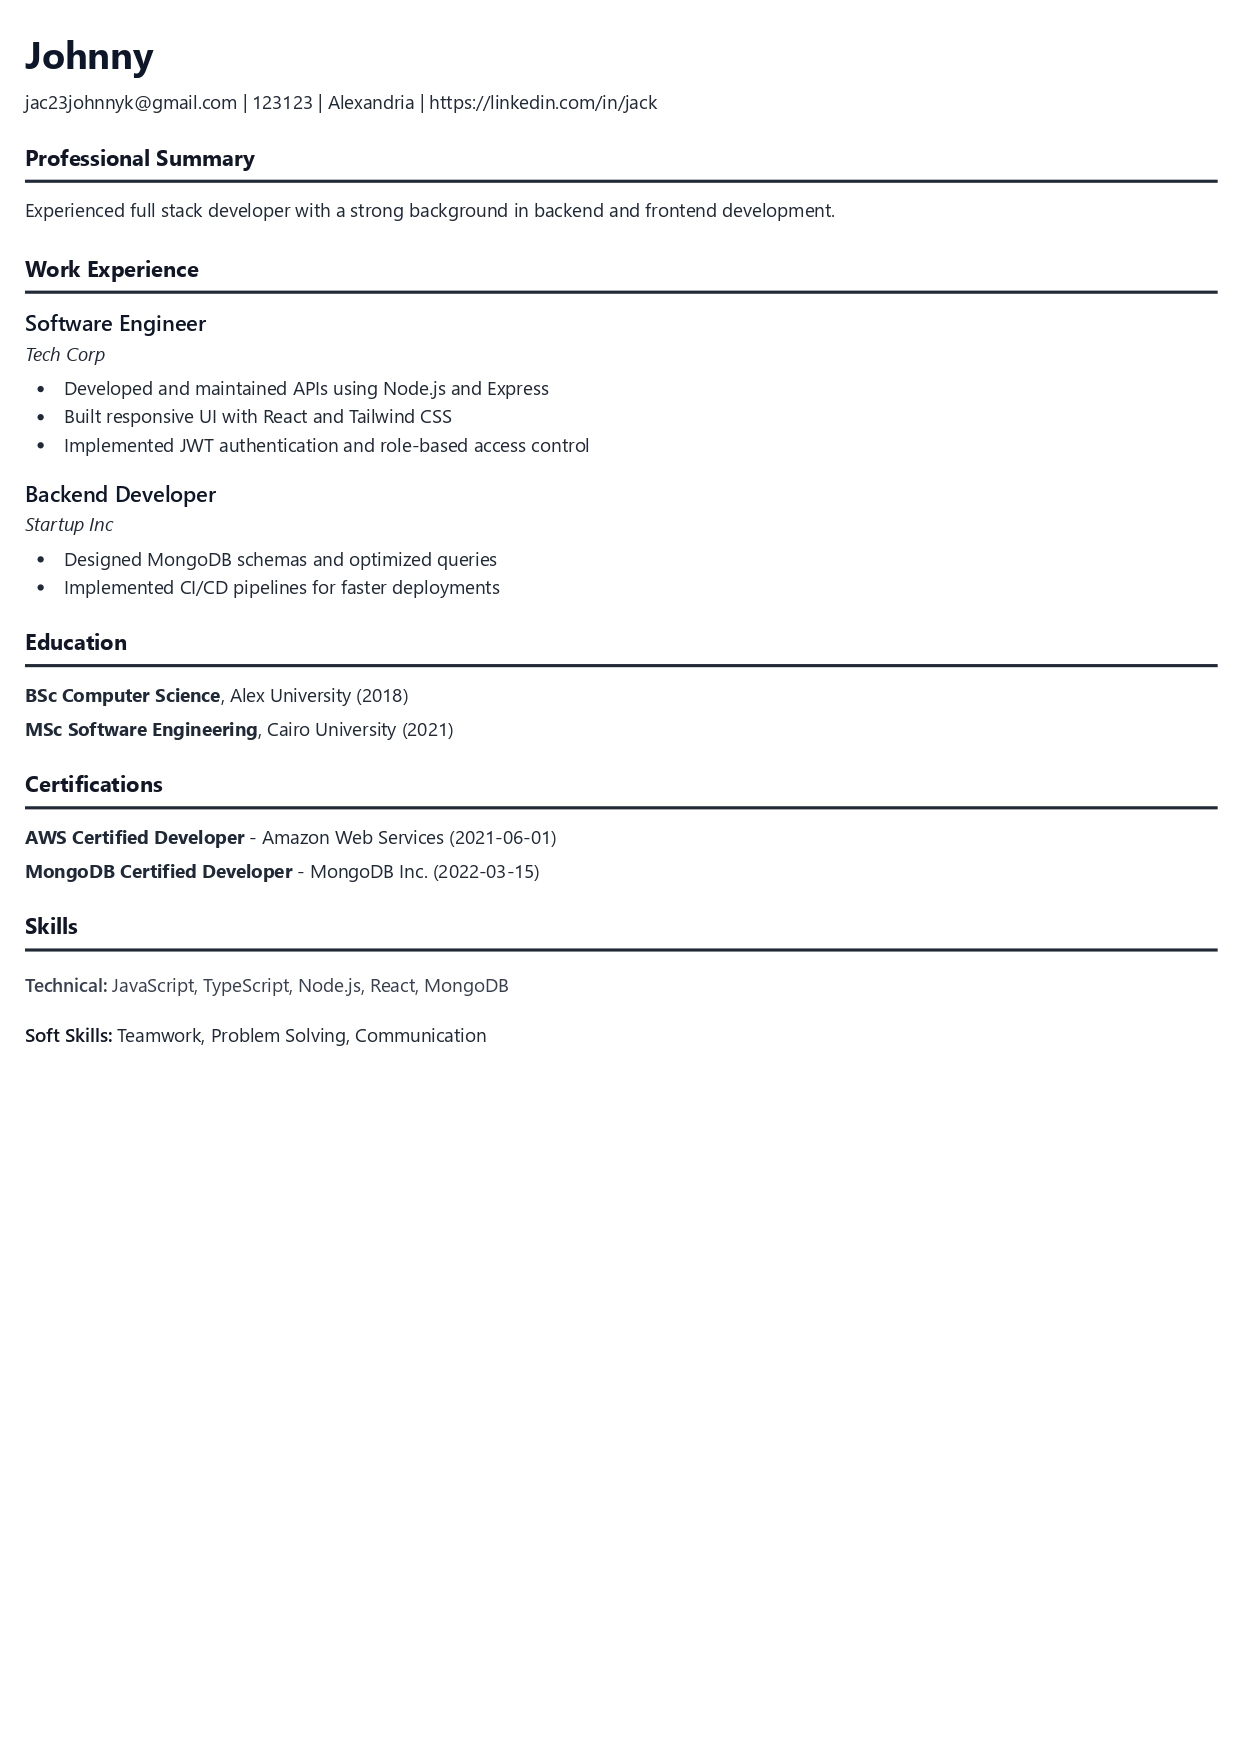 Johnny
jac23johnnyk@gmail.com | 123123 | Alexandria | https://linkedin.com/in/jack
Professional Summary
Experienced full stack developer with a strong background in backend and frontend development.
Work Experience
Software Engineer
Tech Corp
• Developed and maintained APIs using Node.js and Express
• Built responsive UI with React and Tailwind CSS
• Implemented JWT authentication and role-based access control
Backend Developer
Startup Inc
• Designed MongoDB schemas and optimized queries
• Implemented CI/CD pipelines for faster deployments
Education
BSc Computer Science, Alex University (2018)
MSc Software Engineering, Cairo University (2021)
Certifications
AWS Certified Developer - Amazon Web Services (2021-06-01)
MongoDB Certified Developer - MongoDB Inc. (2022-03-15)
Skills
Technical: JavaScript, TypeScript, Node.js, React, MongoDB
Soft Skills: Teamwork, Problem Solving, Communication